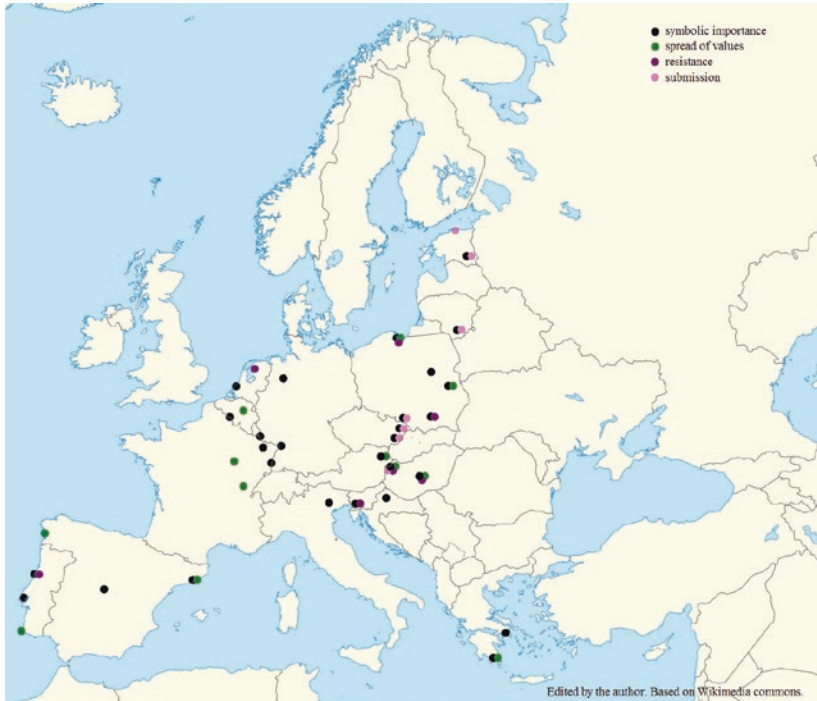 symbolic importance
spread of values
resistance
submission
Edited by the author. Based on Wikimedia commons.